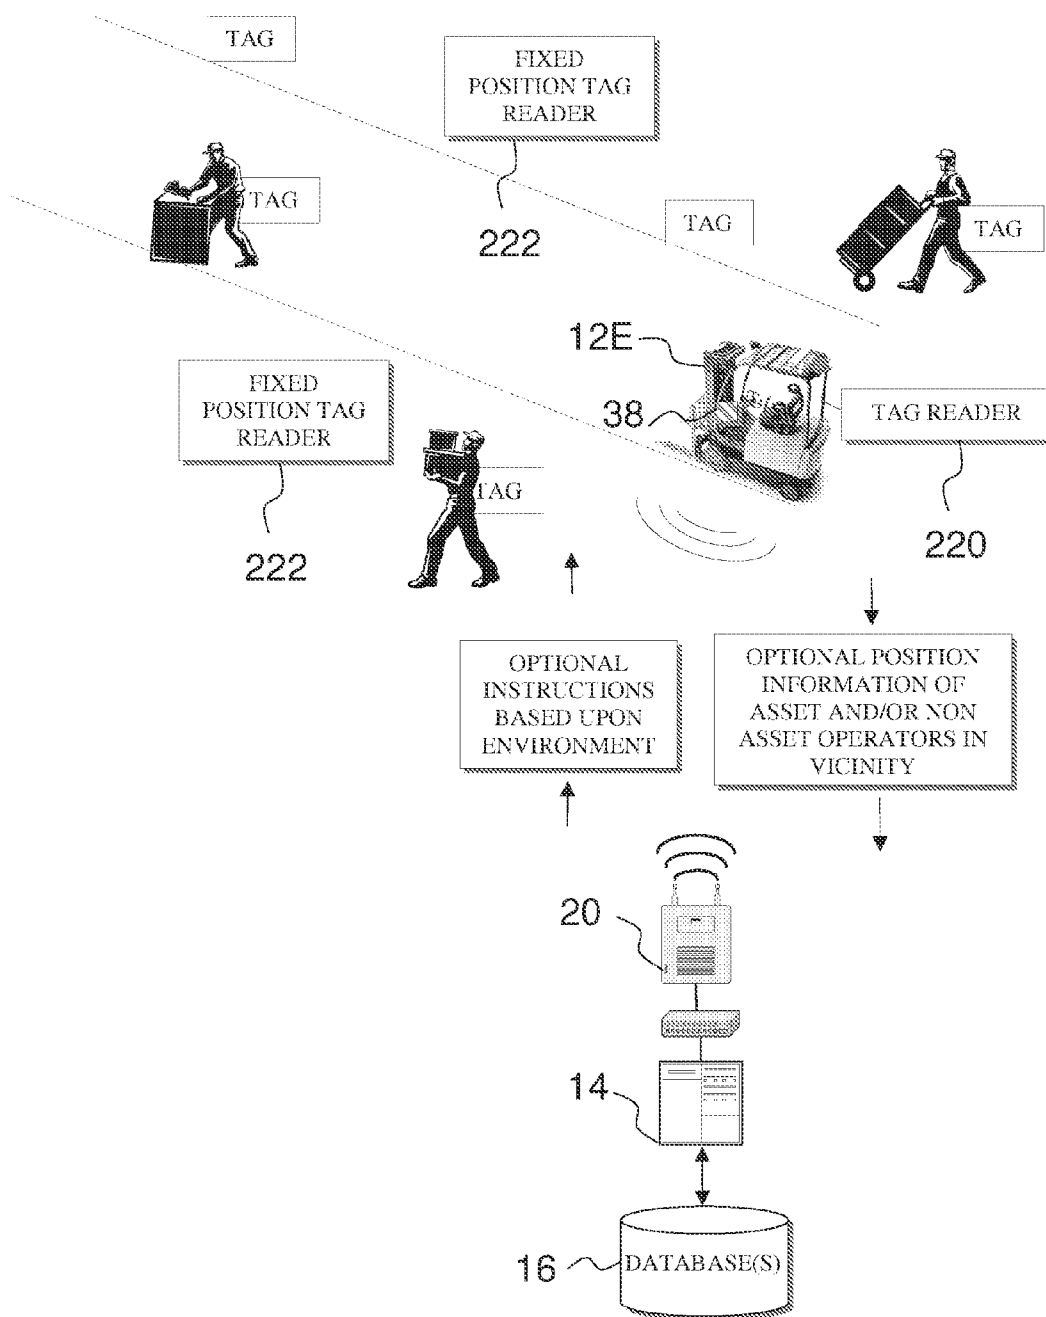 TAG
FIXED
POSITION TAG
READER
TAG
222
TAG
TAG
12E
FIXED
POSITION TAG
READER
38
TAG READER
TAG
222
220
OPTIONAL
INSTRUCTIONS
BASED UPON
ENVIRONMENT
OPTIONAL POSITION
INFORMATION OF
ASSET AND/OR NON
ASSET OPERATORS IN
VICINITY
20
14
16
DATABASE(S)